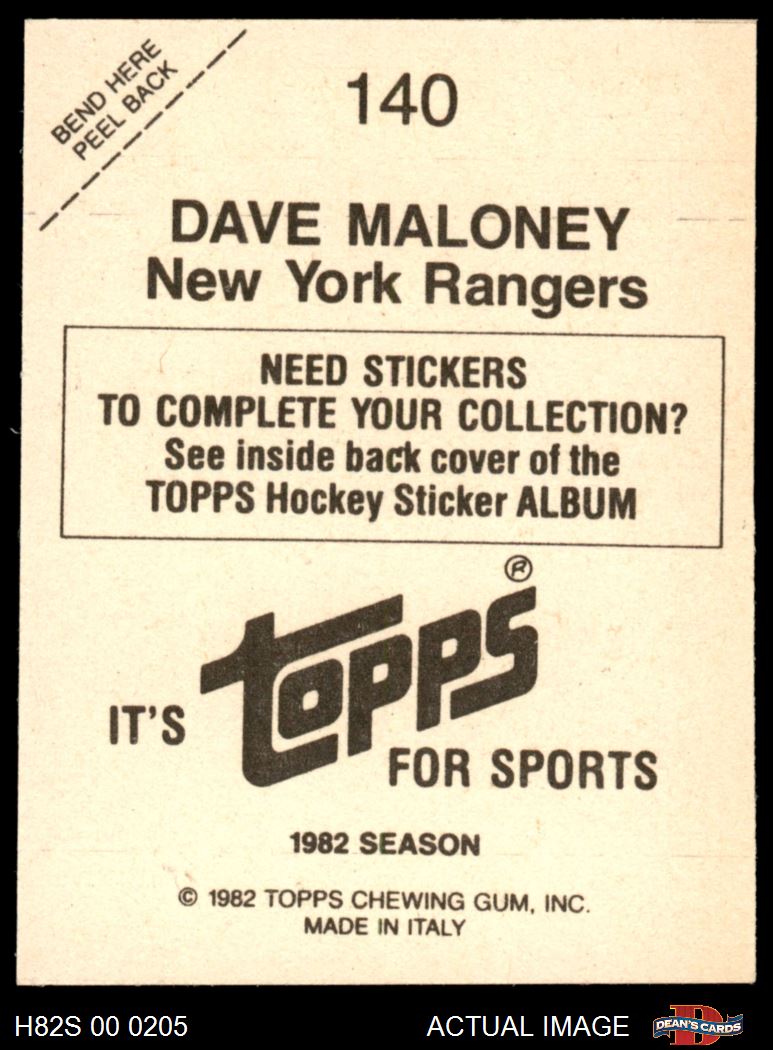 BEND HERE
PEEL BACK
140
DAVE MALONEY
New York Rangers
NEED STICKERS
TO COMPLETE YOUR COLLECTION?
See inside back cover of the
TOPPS Hockey Sticker ALBUM
IT'S topps®
FOR SPORTS
1982 SEASON
© 1982 TOPPS CHEWING GUM, INC.
MADE IN ITALY
H82S 00 0205 ACTUAL IMAGE D DEAN'S CARDS